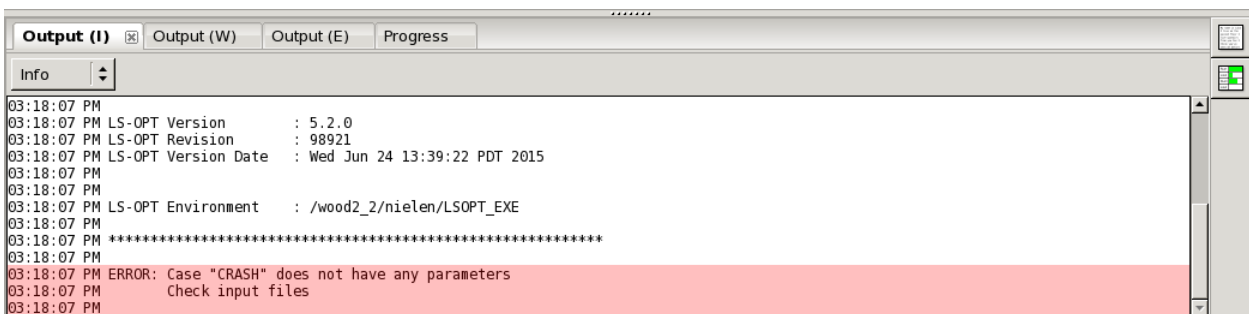 Output (I) Output (W) Output (E) Progress
Info
03:18:07 PM
03:18:07 PM LS-OPT Version : 5.2.0
03:18:07 PM LS-OPT Revision : 98921
03:18:07 PM LS-OPT Version Date : Wed Jun 24 13:39:22 PDT 2015
03:18:07 PM
03:18:07 PM
03:18:07 PM LS-OPT Environment : /wood2_2/nielen/LSOPT_EXE
03:18:07 PM
03:18:07 PM ************************************************************
03:18:07 PM
03:18:07 PM ERROR: Case "CRASH" does not have any parameters
03:18:07 PM Check input files
03:18:07 PM